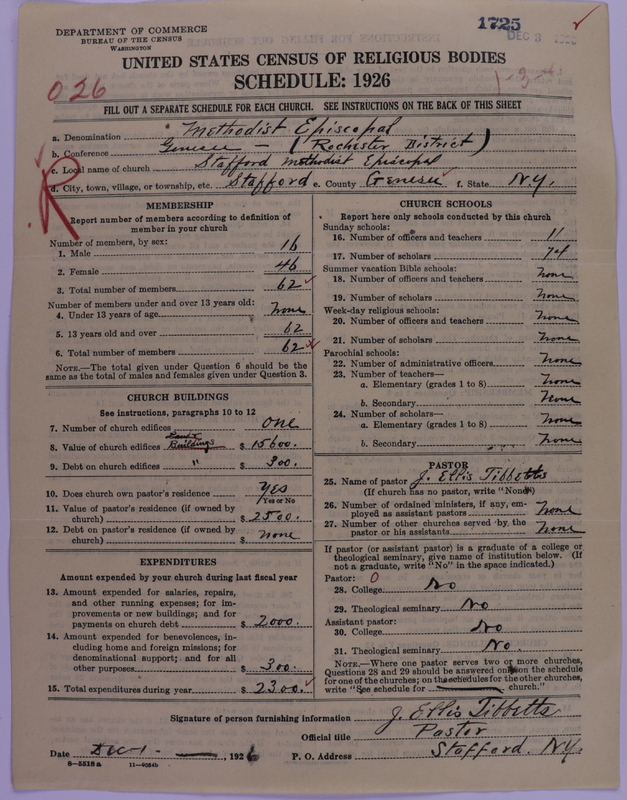 DEPARTMENT OF COMMERCE
BUREAU OF THE CENSUS
WASHINGTON
1725
DEC 3
UNITED STATES CENSUS OF RELIGIOUS BODIES
SCHEDULE: 1926
026
1-3-
FILL OUT A SEPARATE SCHEDULE FOR EACH CHURCH. SEE INSTRUCTIONS ON THE BACK OF THIS SHEET
a. Denomination Methodist Episcopal
b. Conference Genesee — (Rochester District)
c. Local name of church Stafford Methodist Episcopal
d. City, town, village, or township, etc. Stafford e. County Genesee f. State N.Y.
R
MEMBERSHIP
Report number of members according to definition of
member in your church
Number of members, by sex:
1. Male 16
2. Female 46
3. Total number of members 62
Number of members under and over 13 years old:
4. Under 13 years of age none
5. 13 years old and over 62
6. Total number of members 62
NOTE.—The total given under Question 6 should be
same as the total of males and females given under Question 3.
CHURCH BUILDINGS
See instructions, paragraphs 10 to 12
7. Number of church edifices one
8. Value of church edifices Land & Buildings $ 15600.
9. Debt on church edifices " $ 300.
10. Does church own pastor's residence Yes
Yes or No
11. Value of pastor's residence (if owned by
church) $ 2500.
12. Debt on pastor's residence (if owned by
church) $ none
EXPENDITURES
Amount expended by your church during last fiscal year
13. Amount expended for salaries, repairs,
and other running expenses; for im-
provements or new buildings; and for
payments on church debt $ 2000.
14. Amount expended for benevolences, in-
cluding home and foreign missions; for
denominational support; and for all
other purposes $ 300.
15. Total expenditures during year $ 2300.
CHURCH SCHOOLS
Report here only schools conducted by this church
Sunday schools:
16. Number of officers and teachers 11
17. Number of scholars 74
Summer vacation Bible schools:
18. Number of officers and teachers none
19. Number of scholars none
Week-day religious schools:
20. Number of officers and teachers none
21. Number of scholars none
Parochial schools:
22. Number of administrative officers none
23. Number of teachers—
a. Elementary (grades 1 to 8) none
b. Secondary none
24. Number of scholars—
a. Elementary (grades 1 to 8) none
b. Secondary none
PASTOR
25. Name of pastor J. Ellis Tibbetts
(If church has no pastor, write "None")
26. Number of ordained ministers, if any, em-
ployed as assistant pastors none
27. Number of other churches served by the
pastor or his assistants none
If pastor (or assistant pastor) is a graduate of a college or
theological seminary, give name of institution below. (If
not a graduate, write "No" in the space indicated.)
Pastor: 0
28. College No
29. Theological seminary No
Assistant pastor:
30. College No
31. Theological seminary No.
NOTE.—Where one pastor serves two or more churches,
Questions 28 and 29 should be answered on the schedule
for one of the churches; on the schedules for the other churches,
write "See schedule for church."
Signature of person furnishing information J. Ellis Tibbetts
Official title Pastor
Date Dec-1- , 1926 P. O. Address Stafford. N.Y.
8-5518a 11-9084b